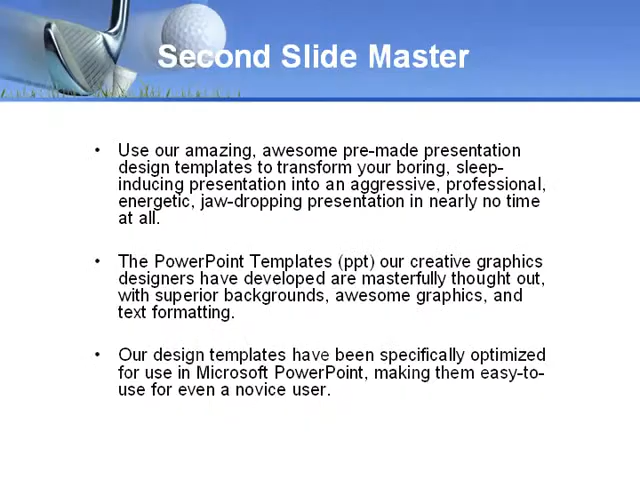 Second Slide Master
• Use our amazing, awesome pre-made presentation
design templates to transform your boring, sleep-
inducing presentation into an aggressive, professional,
energetic, jaw-dropping presentation in nearly no time
at all.
• The PowerPoint Templates (ppt) our creative graphics
designers have developed are masterfully thought out,
with superior backgrounds, awesome graphics, and
text formatting.
• Our design templates have been specifically optimized
for use in Microsoft PowerPoint, making them easy-to-
use for even a novice user.